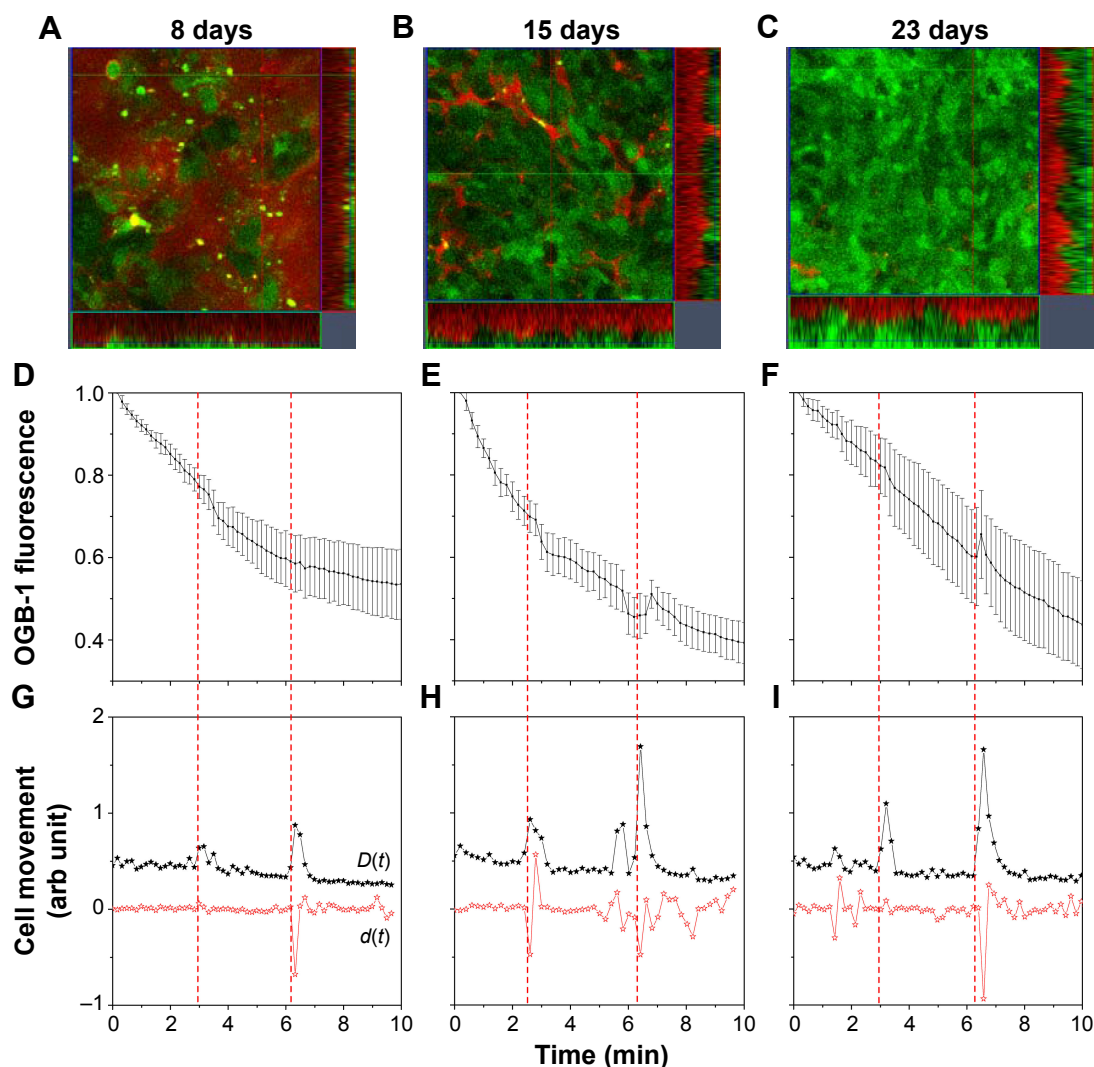 A 8 days B 15 days C 23 days
D E F
1.0
0.8
0.6
0.4
OGB-1 fluorescence
G H I
2
1
0
–1
Cell movement
(arb unit)
D(t)
d(t)
0 2 4 6 8 10 0 2 4 6 8 10 0 2 4 6 8 10
Time (min)